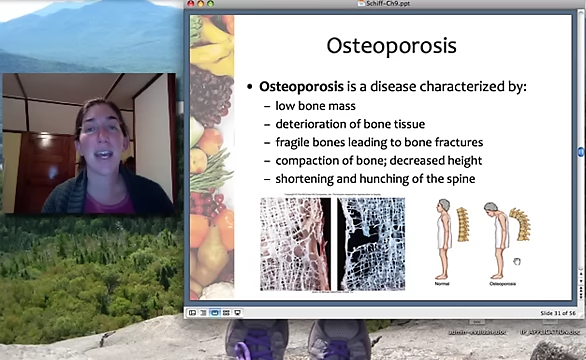 Schiff-Ch9.ppt
Osteoporosis
• Osteoporosis is a disease characterized by:
– low bone mass
– deterioration of bone tissue
– fragile bones leading to bone fractures
– compaction of bone; decreased height
– shortening and hunching of the spine
Normal
Osteoporosis
Slide 31 of 56